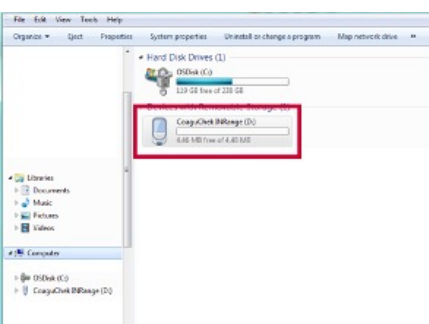 File Edit View Tools Help
Organize Eject Properties System properties Uninstall or change a program Map network drive »
Hard Disk Drives (1)
OSDisk (C:)
119 GB free of 238 GB
Devices with Removable Storage (1)
CoaguChek INRange (D:)
4.40 MB free of 4.40 MB
Libraries
Documents
Music
Pictures
Videos
Computer
OSDisk (C:)
CoaguChek INRange (D:)